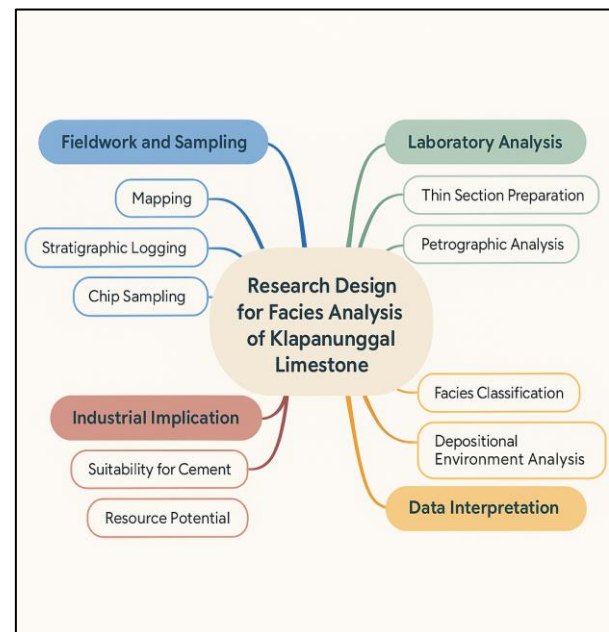 Fieldwork and Sampling
Mapping
Stratigraphic Logging
Chip Sampling
Laboratory Analysis
Thin Section Preparation
Petrographic Analysis
Research Design
for Facies Analysis
of Klapanunggal
Limestone
Industrial Implication
Suitability for Cement
Resource Potential
Facies Classification
Depositional
Environment Analysis
Data Interpretation